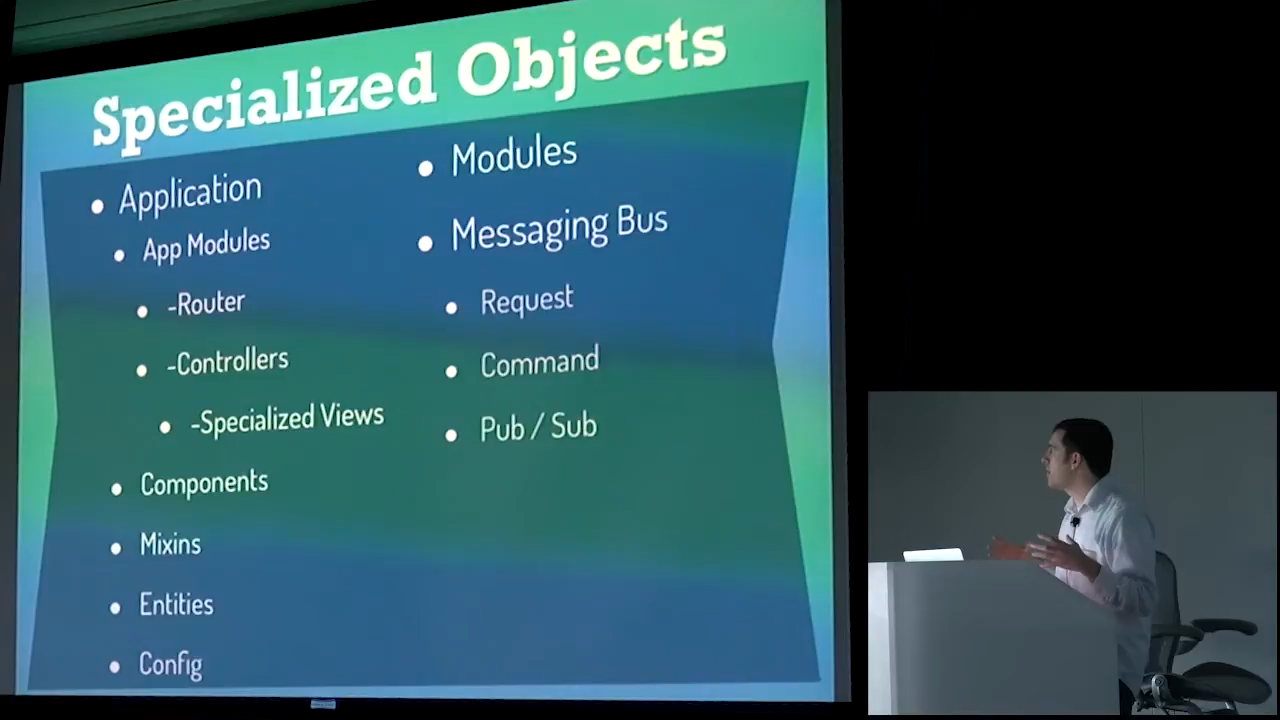 Specialized Objects
Application
App Modules
-Router
-Controllers
-Specialized Views
Components
Mixins
Entities
Config
Modules
Messaging Bus
Request
Command
Pub / Sub